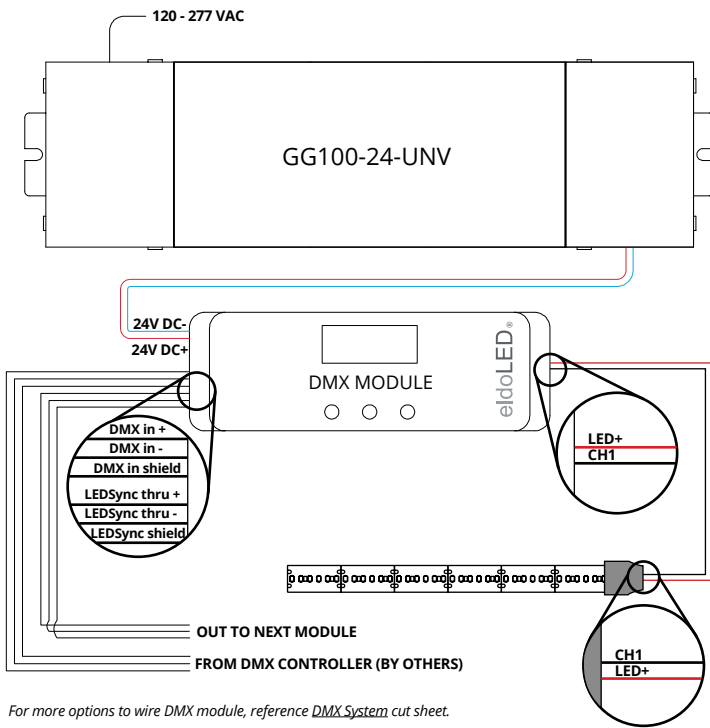 120 - 277 VAC
GG100-24-UNV
24V DC-
24V DC+
DMX MODULE
eldoLED®
DMX in +
DMX in -
DMX in shield
LEDSync thru +
LEDSync thru -
LEDSync shield
LED+
CH1
OUT TO NEXT MODULE
FROM DMX CONTROLLER (BY OTHERS)
CH1
LED+
For more options to wire DMX module, reference DMX System cut sheet.